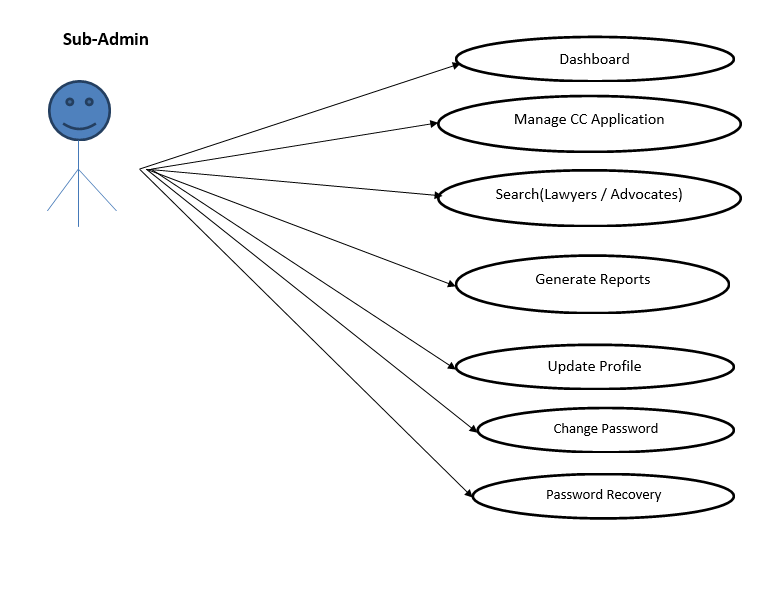 Sub-Admin
Dashboard
Manage CC Application
Search(Lawyers / Advocates)
Generate Reports
Update Profile
Change Password
Password Recovery